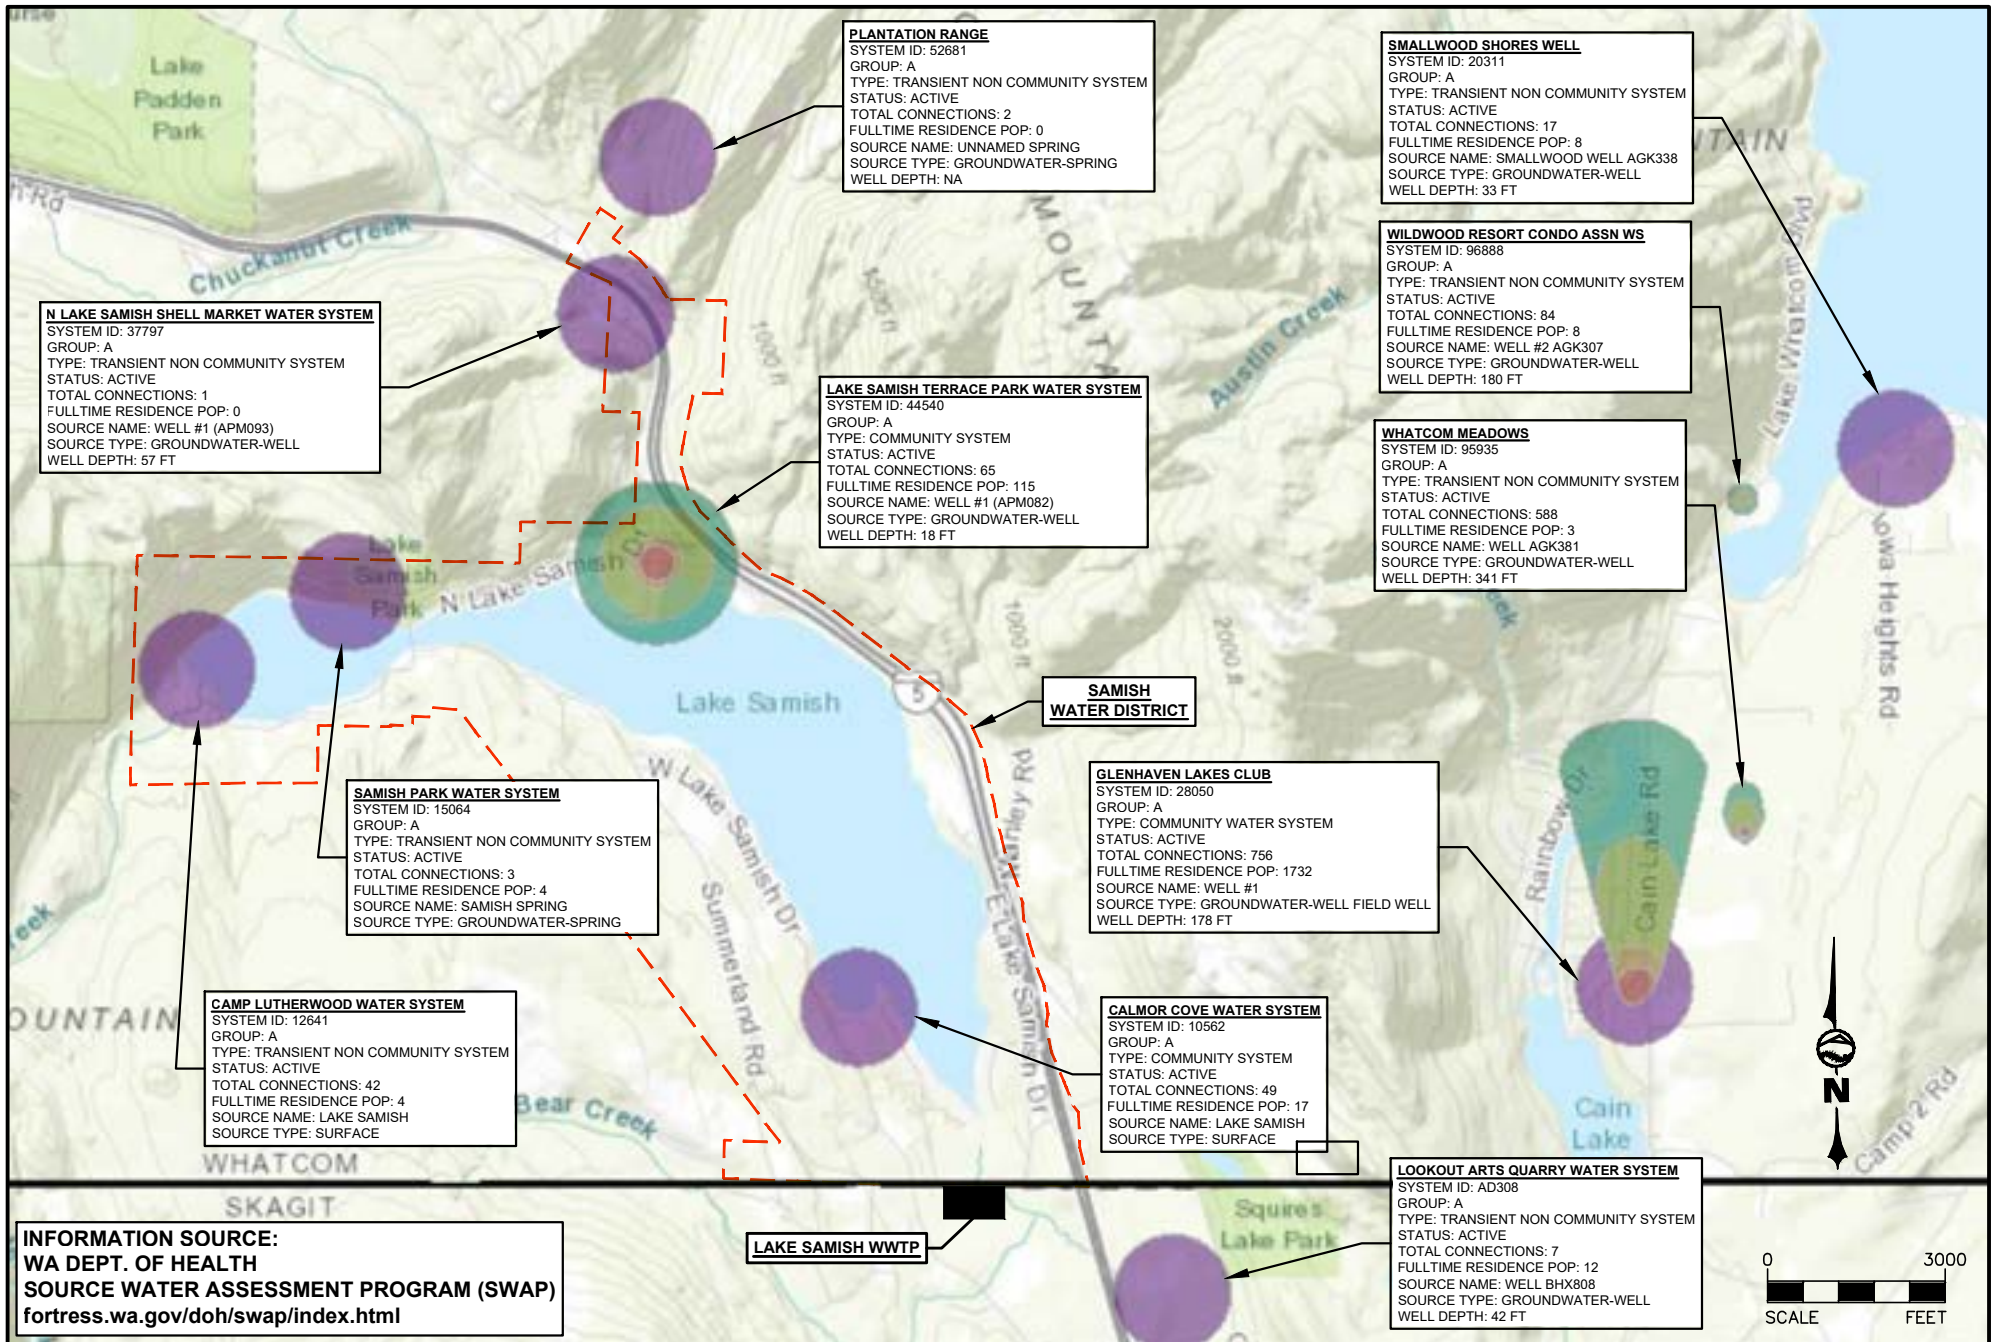 Lake
Padden
Park
Chuckanut Creek
PLANTATION RANGE
SYSTEM ID: 52681
GROUP: A
TYPE: TRANSIENT NON COMMUNITY SYSTEM
STATUS: ACTIVE
TOTAL CONNECTIONS: 2
FULLTIME RESIDENCE POP: 0
SOURCE NAME: UNNAMED SPRING
SOURCE TYPE: GROUNDWATER-SPRING
WELL DEPTH: NA
SMALLWOOD SHORES WELL
SYSTEM ID: 20311
GROUP: A
TYPE: TRANSIENT NON COMMUNITY SYSTEM
STATUS: ACTIVE
TOTAL CONNECTIONS: 17
FULLTIME RESIDENCE POP: 8
SOURCE NAME: SMALLWOOD WELL AGK338
SOURCE TYPE: GROUNDWATER-WELL
WELL DEPTH: 33 FT
WILDWOOD RESORT CONDO ASSN WS
SYSTEM ID: 96888
GROUP: A
TYPE: TRANSIENT NON COMMUNITY SYSTEM
STATUS: ACTIVE
TOTAL CONNECTIONS: 84
FULLTIME RESIDENCE POP: 8
SOURCE NAME: WELL #2 AGK307
SOURCE TYPE: GROUNDWATER-WELL
WELL DEPTH: 180 FT
Lake Whatcom Blvd
N LAKE SAMISH SHELL MARKET WATER SYSTEM
SYSTEM ID: 37797
GROUP: A
TYPE: TRANSIENT NON COMMUNITY SYSTEM
STATUS: ACTIVE
TOTAL CONNECTIONS: 1
FULLTIME RESIDENCE POP: 0
SOURCE NAME: WELL #1 (APM093)
SOURCE TYPE: GROUNDWATER-WELL
WELL DEPTH: 57 FT
1000 ft
1600 ft
Austin Creek
LAKE SAMISH TERRACE PARK WATER SYSTEM
SYSTEM ID: 44540
GROUP: A
TYPE: COMMUNITY SYSTEM
STATUS: ACTIVE
TOTAL CONNECTIONS: 65
FULLTIME RESIDENCE POP: 115
SOURCE NAME: WELL #1 (APM082)
SOURCE TYPE: GROUNDWATER-WELL
WELL DEPTH: 18 FT
WHATCOM MEADOWS
SYSTEM ID: 95935
GROUP: A
TYPE: TRANSIENT NON COMMUNITY SYSTEM
STATUS: ACTIVE
TOTAL CONNECTIONS: 588
FULLTIME RESIDENCE POP: 3
SOURCE NAME: WELL AGK381
SOURCE TYPE: GROUNDWATER-WELL
WELL DEPTH: 341 FT
Lake
Samish
Park
N Lake Samish Dr
1000 ft
2000 ft
Lake Samish
5
SAMISH
WATER DISTRICT
SAMISH PARK WATER SYSTEM
SYSTEM ID: 15064
GROUP: A
TYPE: TRANSIENT NON COMMUNITY SYSTEM
STATUS: ACTIVE
TOTAL CONNECTIONS: 3
FULLTIME RESIDENCE POP: 4
SOURCE NAME: SAMISH SPRING
SOURCE TYPE: GROUNDWATER-SPRING
W Lake Samish Dr
Summerland Rd
E Lake Samish Dr
GLENHAVEN LAKES CLUB
SYSTEM ID: 28050
GROUP: A
TYPE: COMMUNITY WATER SYSTEM
STATUS: ACTIVE
TOTAL CONNECTIONS: 756
FULLTIME RESIDENCE POP: 1732
SOURCE NAME: WELL #1
SOURCE TYPE: GROUNDWATER-WELL FIELD WELL
WELL DEPTH: 178 FT
Rainbow Dr
Cain Lake Rd
CAMP LUTHERWOOD WATER SYSTEM
SYSTEM ID: 12641
GROUP: A
TYPE: TRANSIENT NON COMMUNITY SYSTEM
STATUS: ACTIVE
TOTAL CONNECTIONS: 42
FULLTIME RESIDENCE POP: 4
SOURCE NAME: LAKE SAMISH
SOURCE TYPE: SURFACE
Bear Creek
CALMOR COVE WATER SYSTEM
SYSTEM ID: 10562
GROUP: A
TYPE: COMMUNITY SYSTEM
STATUS: ACTIVE
TOTAL CONNECTIONS: 49
FULLTIME RESIDENCE POP: 17
SOURCE NAME: LAKE SAMISH
SOURCE TYPE: SURFACE
Cain
Lake
N
Camp 2 Rd
WHATCOM
SKAGIT
LOOKOUT ARTS QUARRY WATER SYSTEM
SYSTEM ID: AD308
GROUP: A
TYPE: TRANSIENT NON COMMUNITY SYSTEM
STATUS: ACTIVE
TOTAL CONNECTIONS: 7
FULLTIME RESIDENCE POP: 12
SOURCE NAME: WELL BHX808
SOURCE TYPE: GROUNDWATER-WELL
WELL DEPTH: 42 FT
Squires
Lake Park
LAKE SAMISH WWTP
INFORMATION SOURCE:
WA DEPT. OF HEALTH
SOURCE WATER ASSESSMENT PROGRAM (SWAP)
fortress.wa.gov/doh/swap/index.html
0 3000
SCALE FEET